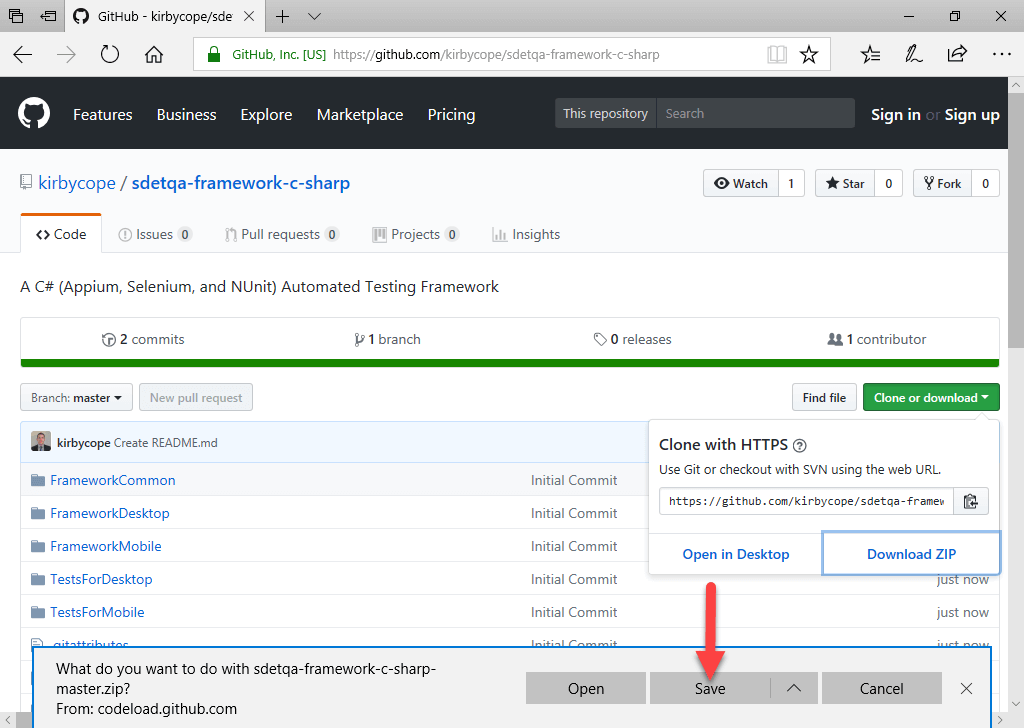 GitHub - kirbycope/sde
GitHub, Inc. [US] https://github.com/kirbycope/sdetqa-framework-c-sharp
Features Business Explore Marketplace Pricing This repository Search Sign in or Sign up
kirbycope / sdetqa-framework-c-sharp Watch 1 Star 0 Fork 0
Code Issues 0 Pull requests 0 Projects 0 Insights
A C# (Appium, Selenium, and NUnit) Automated Testing Framework
2 commits 1 branch 0 releases 1 contributor
Branch: master New pull request Find file Clone or download
kirbycope Create README.md
Clone with HTTPS
Use Git or checkout with SVN using the web URL.
https://github.com/kirbycope/sdetqa-framew
Open in Desktop Download ZIP
FrameworkCommon Initial Commit
FrameworkDesktop Initial Commit
FrameworkMobile Initial Commit
TestsForDesktop Initial Commit just now
TestsForMobile Initial Commit just now
.gitattributes Initial Commit just now
What do you want to do with sdetqa-framework-c-sharp-
master.zip?
From: codeload.github.com
Open Save Cancel